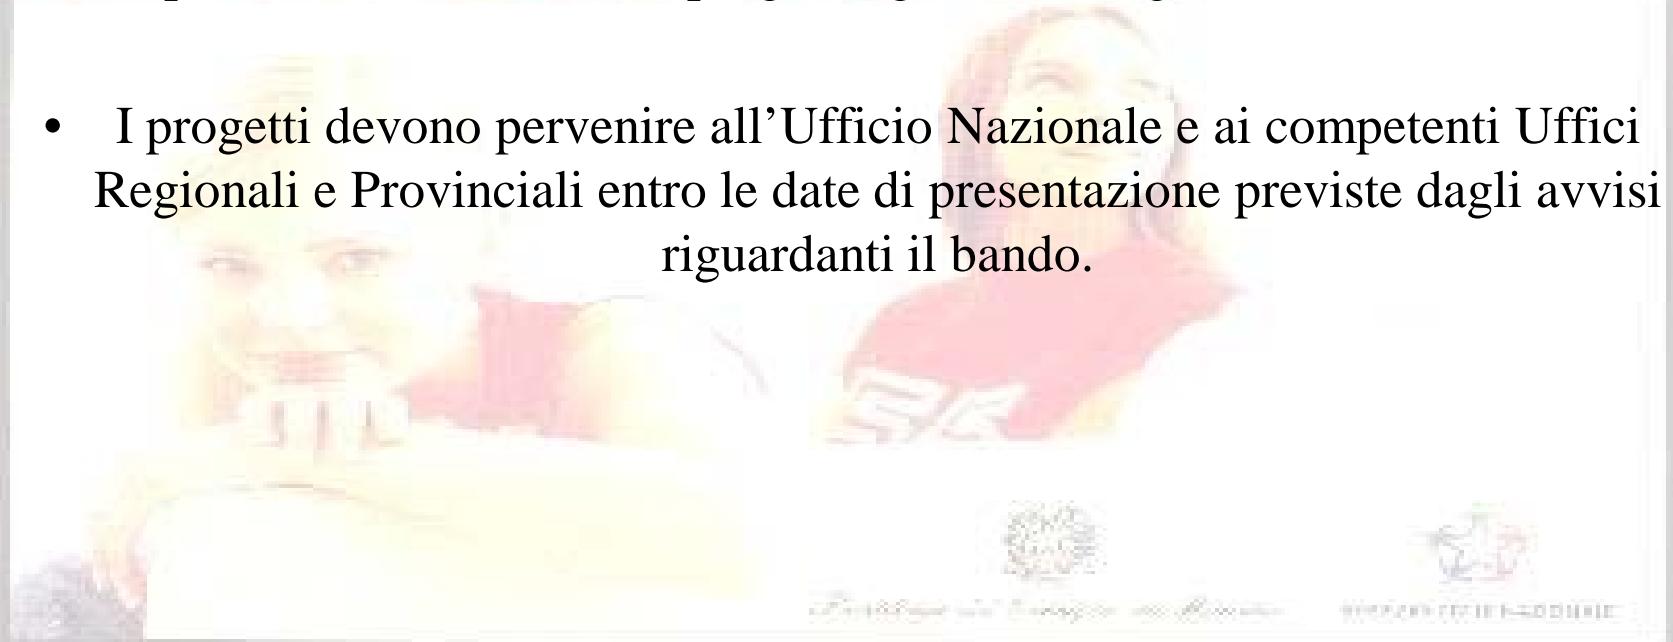 • I progetti devono pervenire all’Ufficio Nazionale e ai competenti Uffici
Regionali e Provinciali entro le date di presentazione previste dagli avvisi
riguardanti il bando.